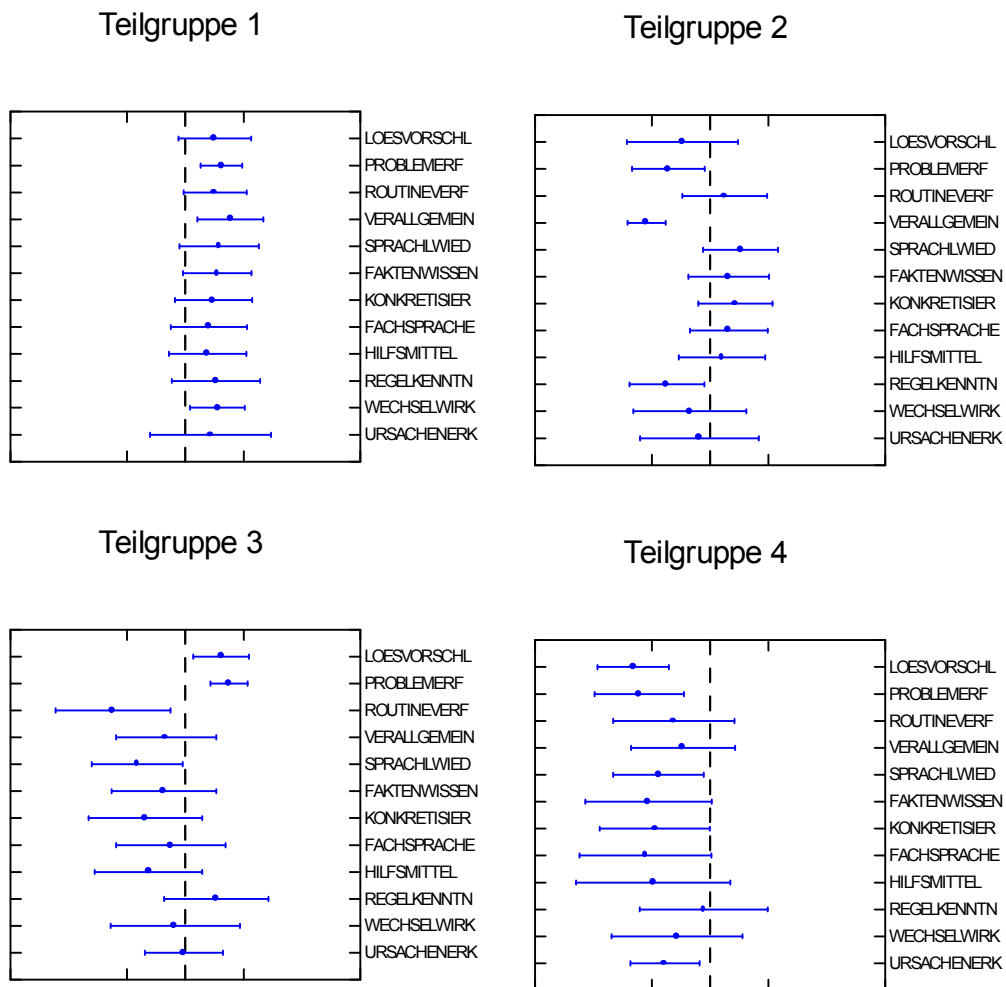 Teilgruppe 1
LOESVORSCHL
PROBLEMERF
ROUTINEVERF
VERALLGEMEIN
SPRACHLWIED
FAKTENWISSEN
KONKRETISIER
FACHSPRACHE
HILFSMITTEL
REGELKENNTN
WECHSELWIRK
URSACHENERK
Teilgruppe 2
LOESVORSCHL
PROBLEMERF
ROUTINEVERF
VERALLGEMEIN
SPRACHLWIED
FAKTENWISSEN
KONKRETISIER
FACHSPRACHE
HILFSMITTEL
REGELKENNTN
WECHSELWIRK
URSACHENERK
Teilgruppe 3
LOESVORSCHL
PROBLEMERF
ROUTINEVERF
VERALLGEMEIN
SPRACHLWIED
FAKTENWISSEN
KONKRETISIER
FACHSPRACHE
HILFSMITTEL
REGELKENNTN
WECHSELWIRK
URSACHENERK
Teilgruppe 4
LOESVORSCHL
PROBLEMERF
ROUTINEVERF
VERALLGEMEIN
SPRACHLWIED
FAKTENWISSEN
KONKRETISIER
FACHSPRACHE
HILFSMITTEL
REGELKENNTN
WECHSELWIRK
URSACHENERK